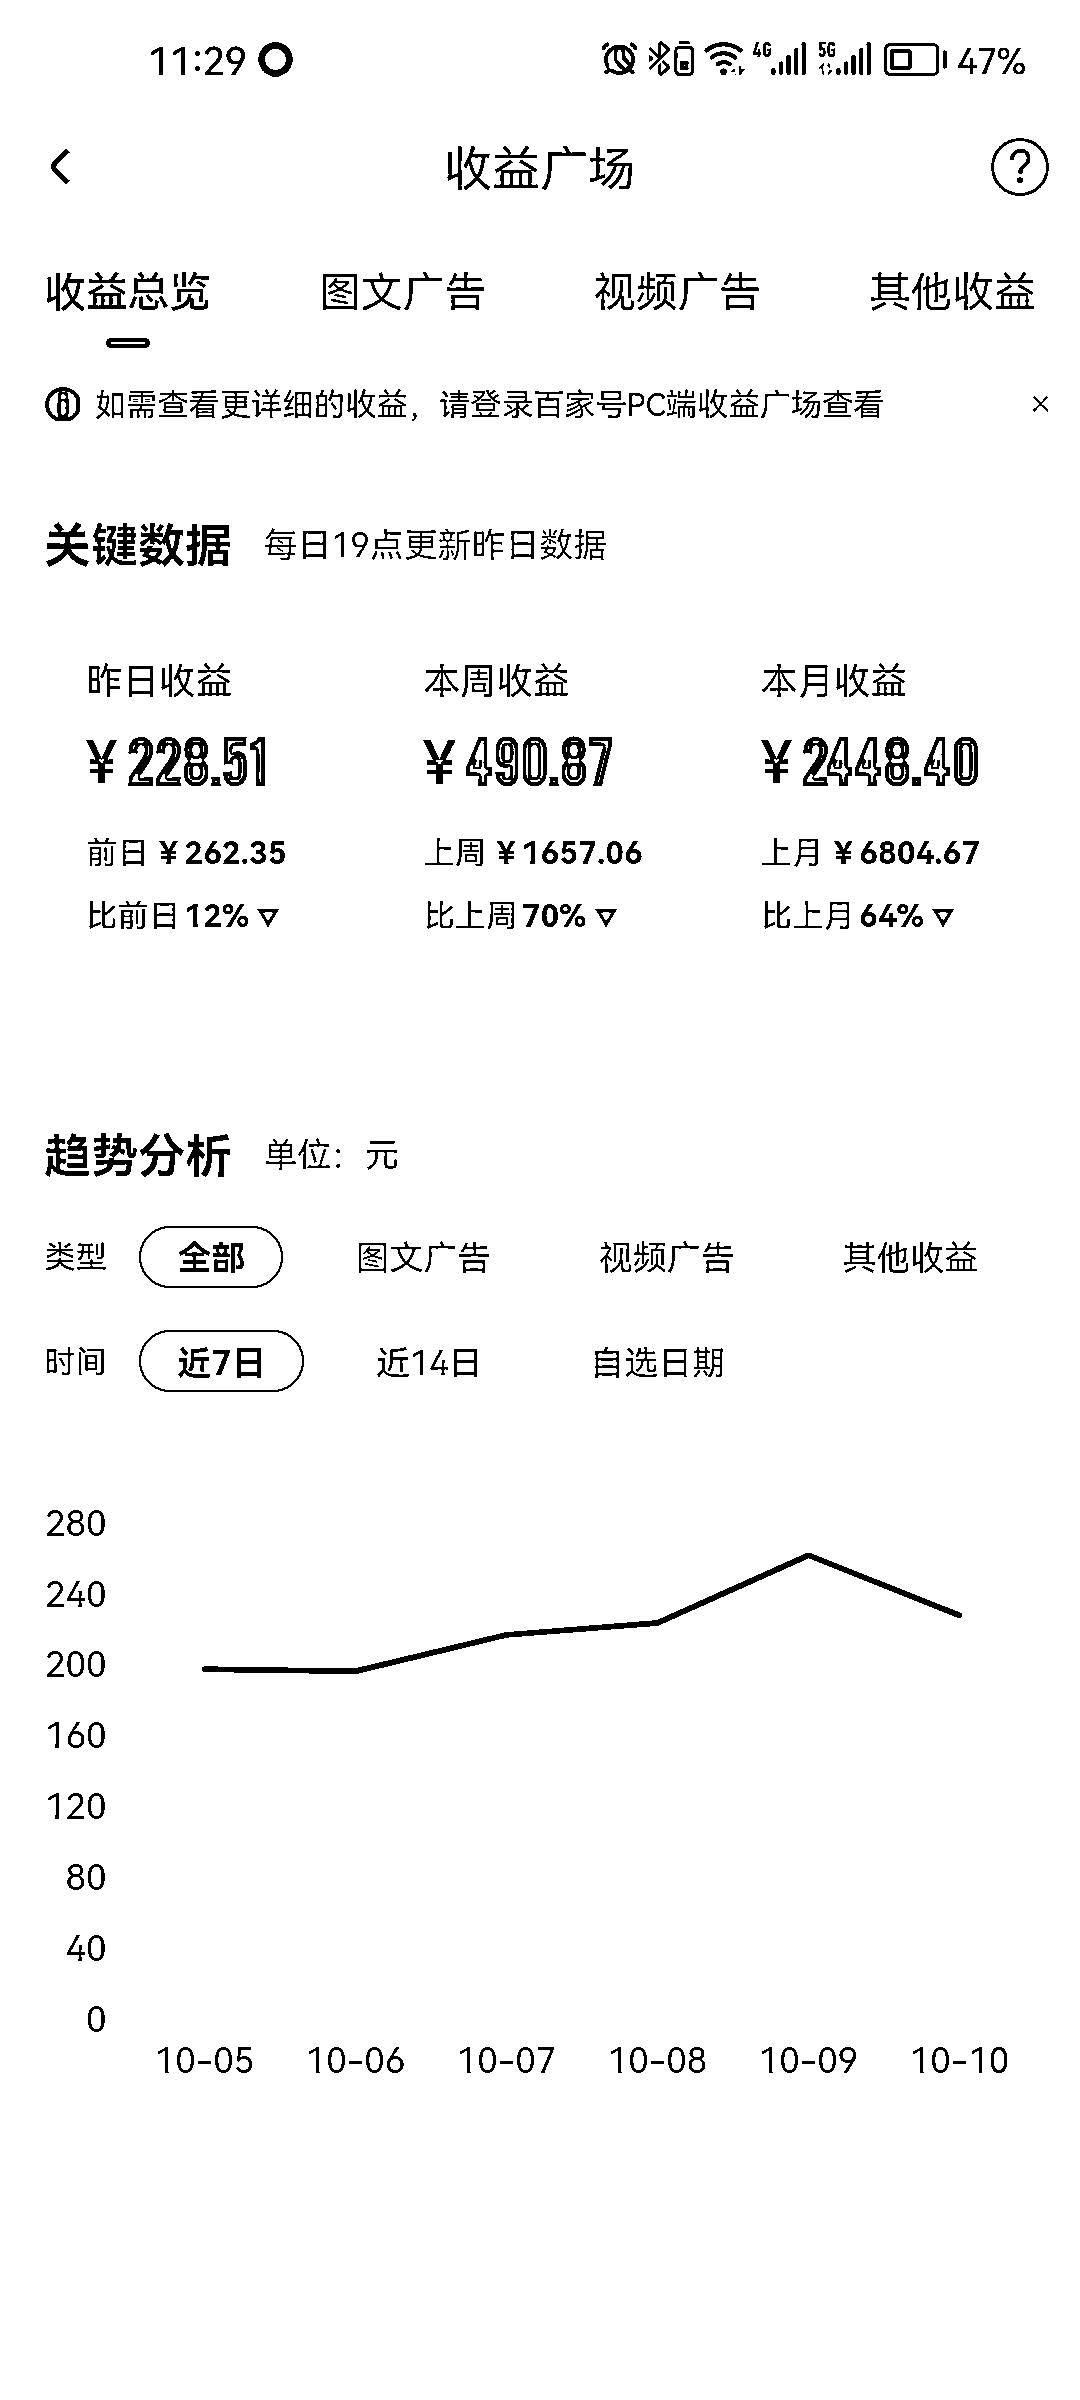 11:29 4G 5G 47%
收益广场 ?
收益总览 图文广告 视频广告 其他收益
如需查看更详细的收益，请登录百家号PC端收益广场查看 ×
关键数据 每日19点更新昨日数据
昨日收益 本周收益 本月收益
¥228.51 ¥490.87 ¥2448.40
前日 ¥262.35 上周 ¥1657.06 上月 ¥6804.67
比前日12% ▽ 比上周70% ▽ 比上月64% ▽
趋势分析 单位：元
类型 全部 图文广告 视频广告 其他收益
时间 近7日 近14日 自选日期
280
240
200
160
120
80
40
0
10-05 10-06 10-07 10-08 10-09 10-10